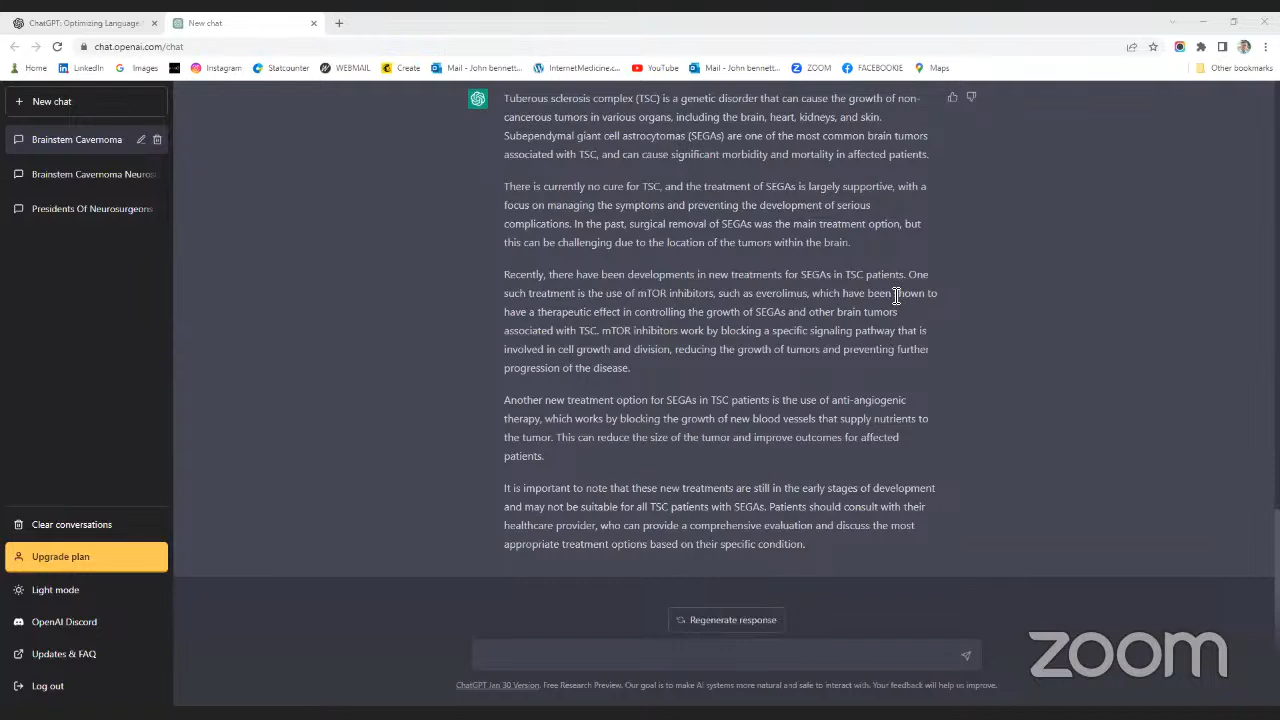 ChatGPT: Optimizing Language
New chat
chat.openai.com/chat
Home LinkedIn Images Instagram Statcounter WEBMAIL Create Mail - John bennett... InternetMedicine.c... YouTube Mail - John bennett... ZOOM FACEBOOKIE Maps Other bookmarks
New chat
Brainstem Cavernoma
Brainstem Cavernoma Neuros
Presidents Of Neurosurgeons
Clear conversations
Upgrade plan
Light mode
OpenAI Discord
Updates & FAQ
Log out
Tuberous sclerosis complex (TSC) is a genetic disorder that can cause the growth of non-
cancerous tumors in various organs, including the brain, heart, kidneys, and skin.
Subependymal giant cell astrocytomas (SEGAs) are one of the most common brain tumors
associated with TSC, and can cause significant morbidity and mortality in affected patients.
There is currently no cure for TSC, and the treatment of SEGAs is largely supportive, with a
focus on managing the symptoms and preventing the development of serious
complications. In the past, surgical removal of SEGAs was the main treatment option, but
this can be challenging due to the location of the tumors within the brain.
Recently, there have been developments in new treatments for SEGAs in TSC patients. One
such treatment is the use of mTOR inhibitors, such as everolimus, which have been shown to
have a therapeutic effect in controlling the growth of SEGAs and other brain tumors
associated with TSC. mTOR inhibitors work by blocking a specific signaling pathway that is
involved in cell growth and division, reducing the growth of tumors and preventing further
progression of the disease.
Another new treatment option for SEGAs in TSC patients is the use of anti-angiogenic
therapy, which works by blocking the growth of new blood vessels that supply nutrients to
the tumor. This can reduce the size of the tumor and improve outcomes for affected
patients.
It is important to note that these new treatments are still in the early stages of development
and may not be suitable for all TSC patients with SEGAs. Patients should consult with their
healthcare provider, who can provide a comprehensive evaluation and discuss the most
appropriate treatment options based on their specific condition.
Regenerate response
ChatGPT Jan 30 Version. Free Research Preview. Our goal is to make AI systems more natural and safe to interact with. Your feedback will help us improve.
zoom